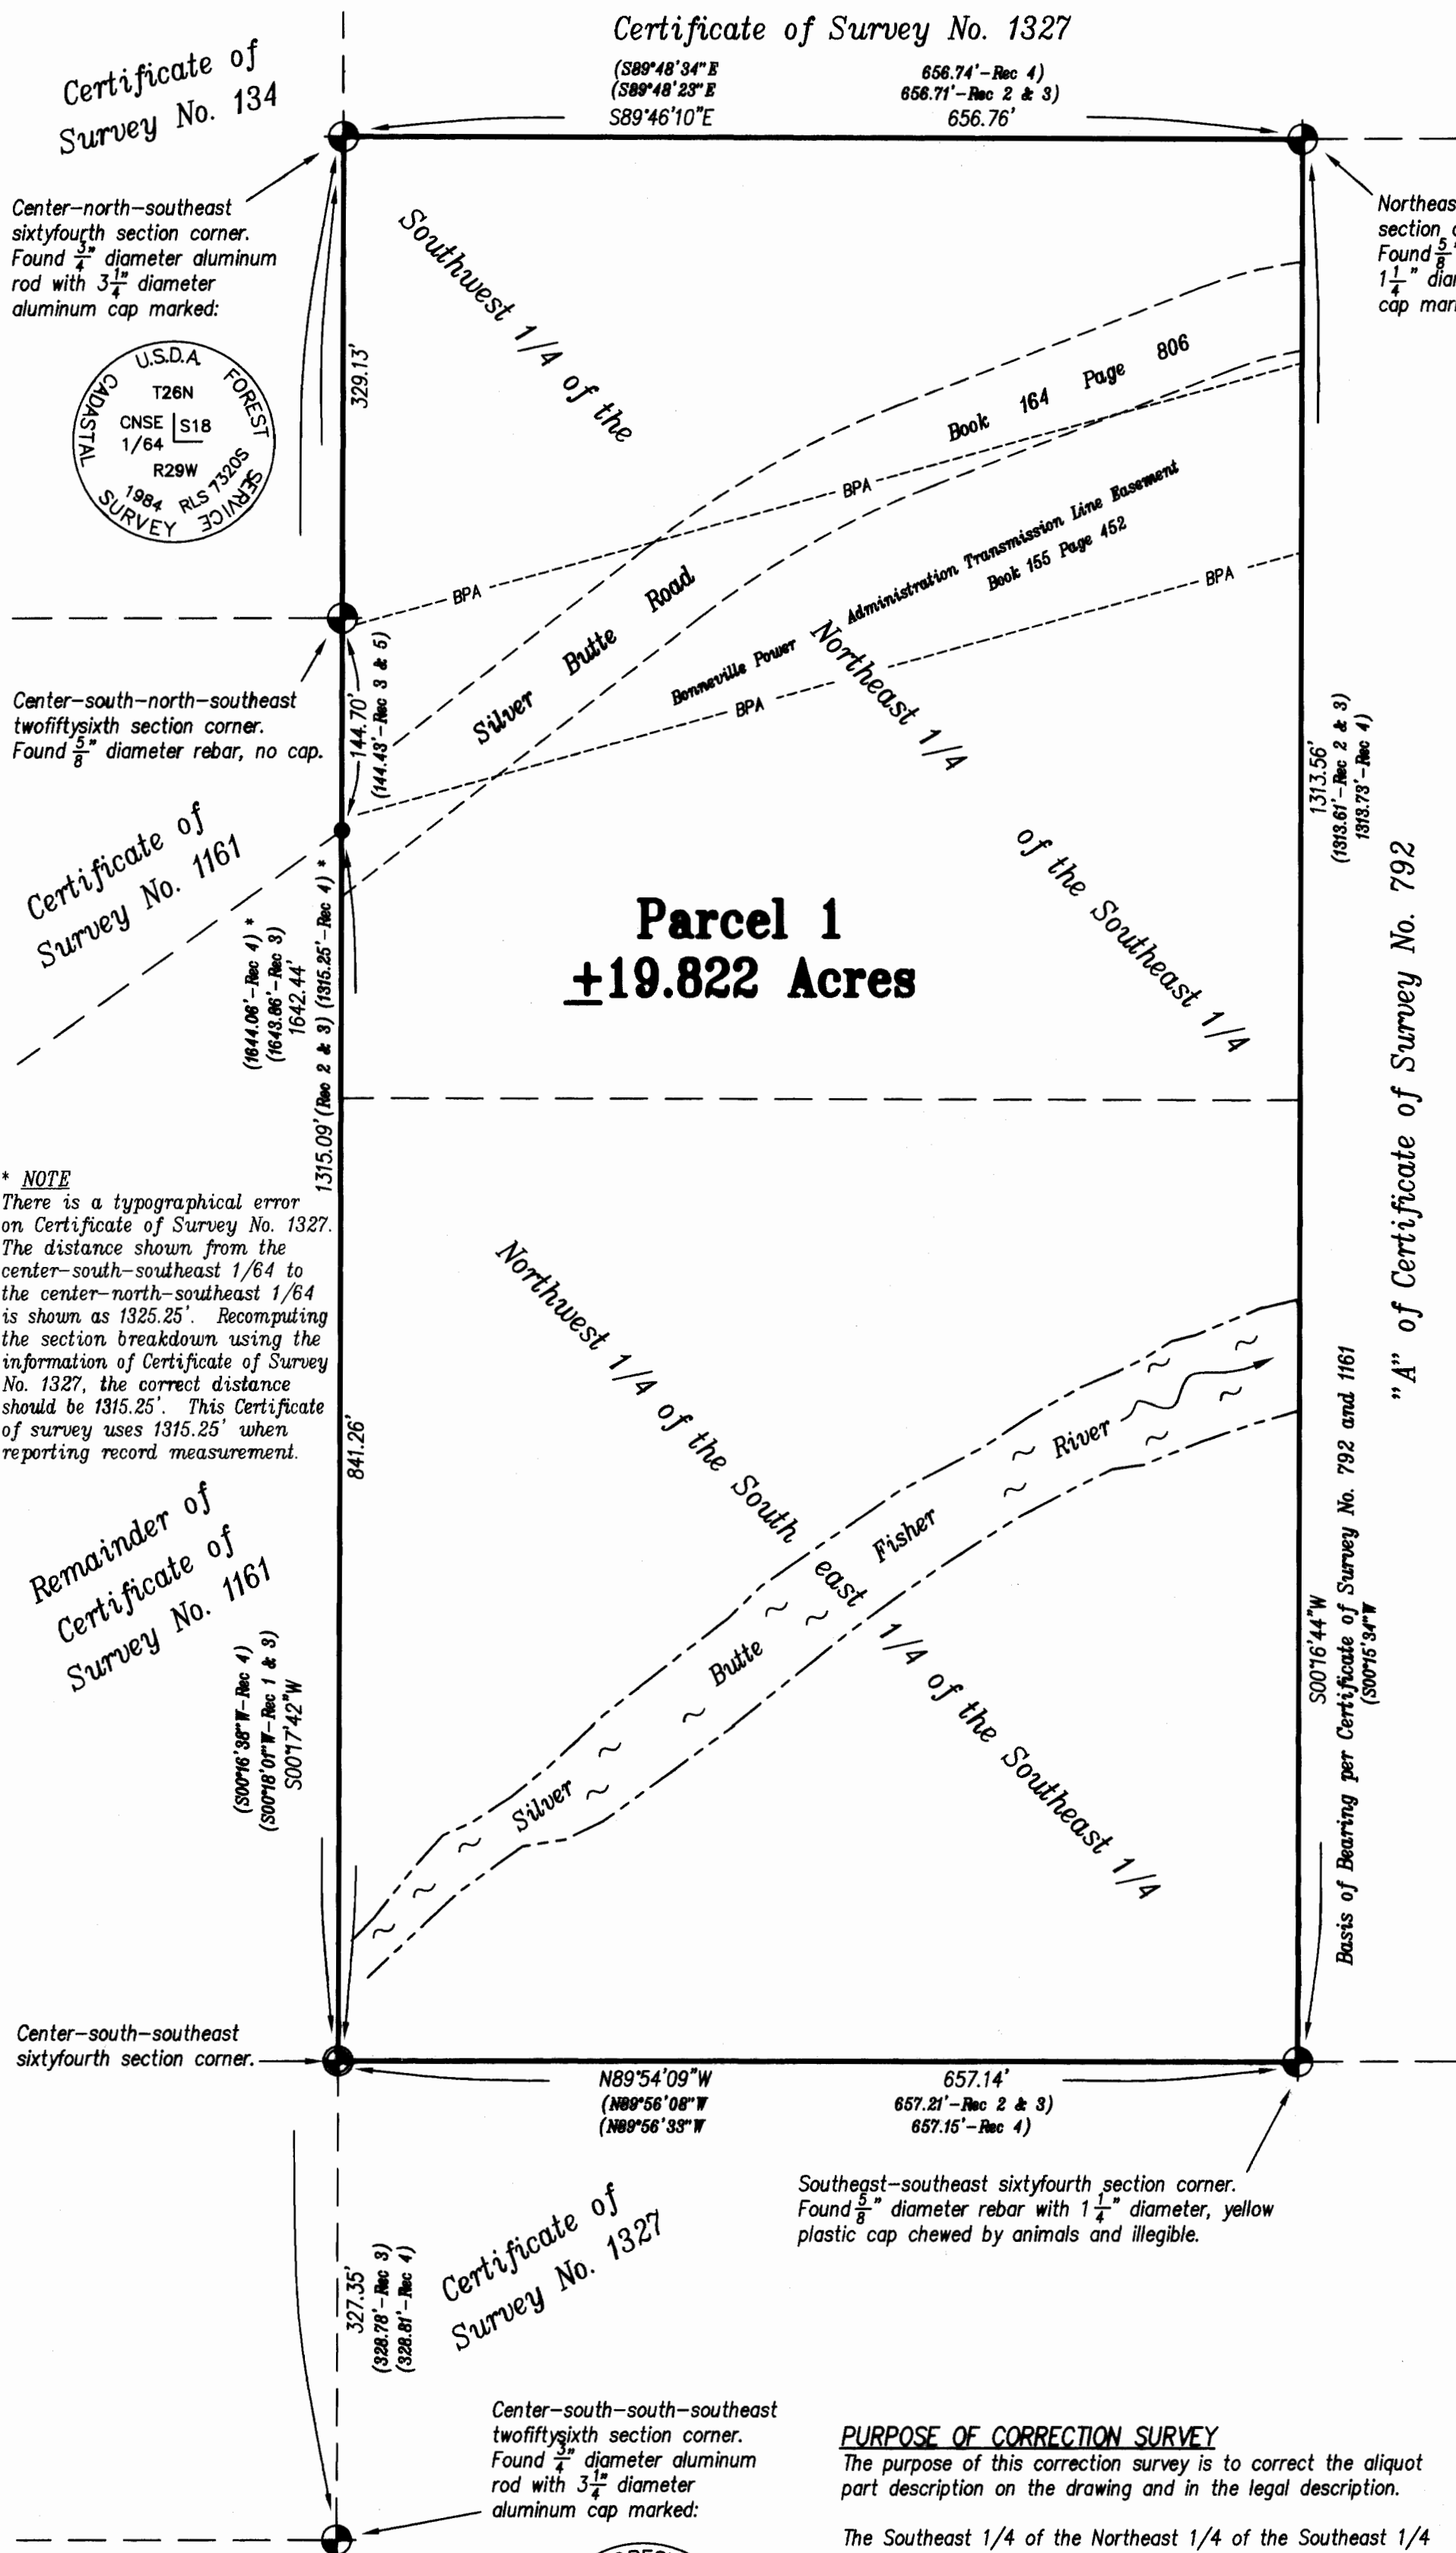 Certificate of Survey No. 1327
(S89°48'34"E 656.74'-Rec 4)
(S89°48'23"E 656.71'-Rec 2 & 3)
S89°46'10"E 656.76'
Certificate of
Survey No. 134
Center-north-southeast
sixtyfourth section corner.
Found 3/4" diameter aluminum
rod with 3 1/4" diameter
aluminum cap marked:
U.S.D.A. FOREST SERVICE
CADASTAL SURVEY
T26N
CNSE S18
1/64
R29W
1984 RLS 7320S
Northeas
section
Found 5/8"
1 1/4" dia
cap mar
329.13'
Southwest 1/4 of the
Northeast 1/4
of the Southeast 1/4
Book 164 Page 806
BPA
BPA
Silver Butte Road
Bonneville Power Administration Transmission Line Easement
Book 155 Page 452
BPA
BPA
Center-south-north-southeast
twofiftysixth section corner.
Found 5/8" diameter rebar, no cap.
144.70'
(144.43'-Rec 3 & 5)
1313.56'
(1313.61'-Rec 2 & 3)
1313.73'-Rec 4)
Certificate of
Survey No. 1161
Parcel 1
±19.822 Acres
(1644.06'-Rec 4) *
(1643.86'-Rec 3)
1642.44'
1315.09' (Rec 2 & 3) (1315.25'-Rec 4) *
"A" of Certificate of Survey No. 792
* NOTE
There is a typographical error
on Certificate of Survey No. 1327.
The distance shown from the
center-south-southeast 1/64 to
the center-north-southeast 1/64
is shown as 1325.25'. Recomputing
the section breakdown using the
information of Certificate of Survey
No. 1327, the correct distance
should be 1315.25'. This Certificate
of survey uses 1315.25' when
reporting record measurement.
841.26'
Northwest 1/4 of the South east 1/4 of the Southeast 1/4
Silver Butte Fisher River
Remainder of
Certificate of
Survey No. 1161
(S00°16'38"W-Rec 4)
(S00°18'01"W-Rec 1 & 3)
S00°17'42"W
S00°16'44"W
Basis of Bearing per Certificate of Survey No. 792 and 1161
(S00°15'34"W
Center-south-southeast
sixtyfourth section corner.
N89°54'09"W 657.14'
(N89°56'08"W 657.21'-Rec 2 & 3)
(N89°56'33"W 657.15'-Rec 4)
Southeast-southeast sixtyfourth section corner.
Found 5/8" diameter rebar with 1 1/4" diameter, yellow
plastic cap chewed by animals and illegible.
327.35'
(328.78'-Rec 3)
(328.81'-Rec 4)
Certificate of
Survey No. 1327
Center-south-south-southeast
twofiftysixth section corner.
Found 3/4" diameter aluminum
rod with 3 1/4" diameter
aluminum cap marked:
PURPOSE OF CORRECTION SURVEY
The purpose of this correction survey is to correct the aliquot
part description on the drawing and in the legal description.
The Southeast 1/4 of the Northeast 1/4 of the Southeast 1/4